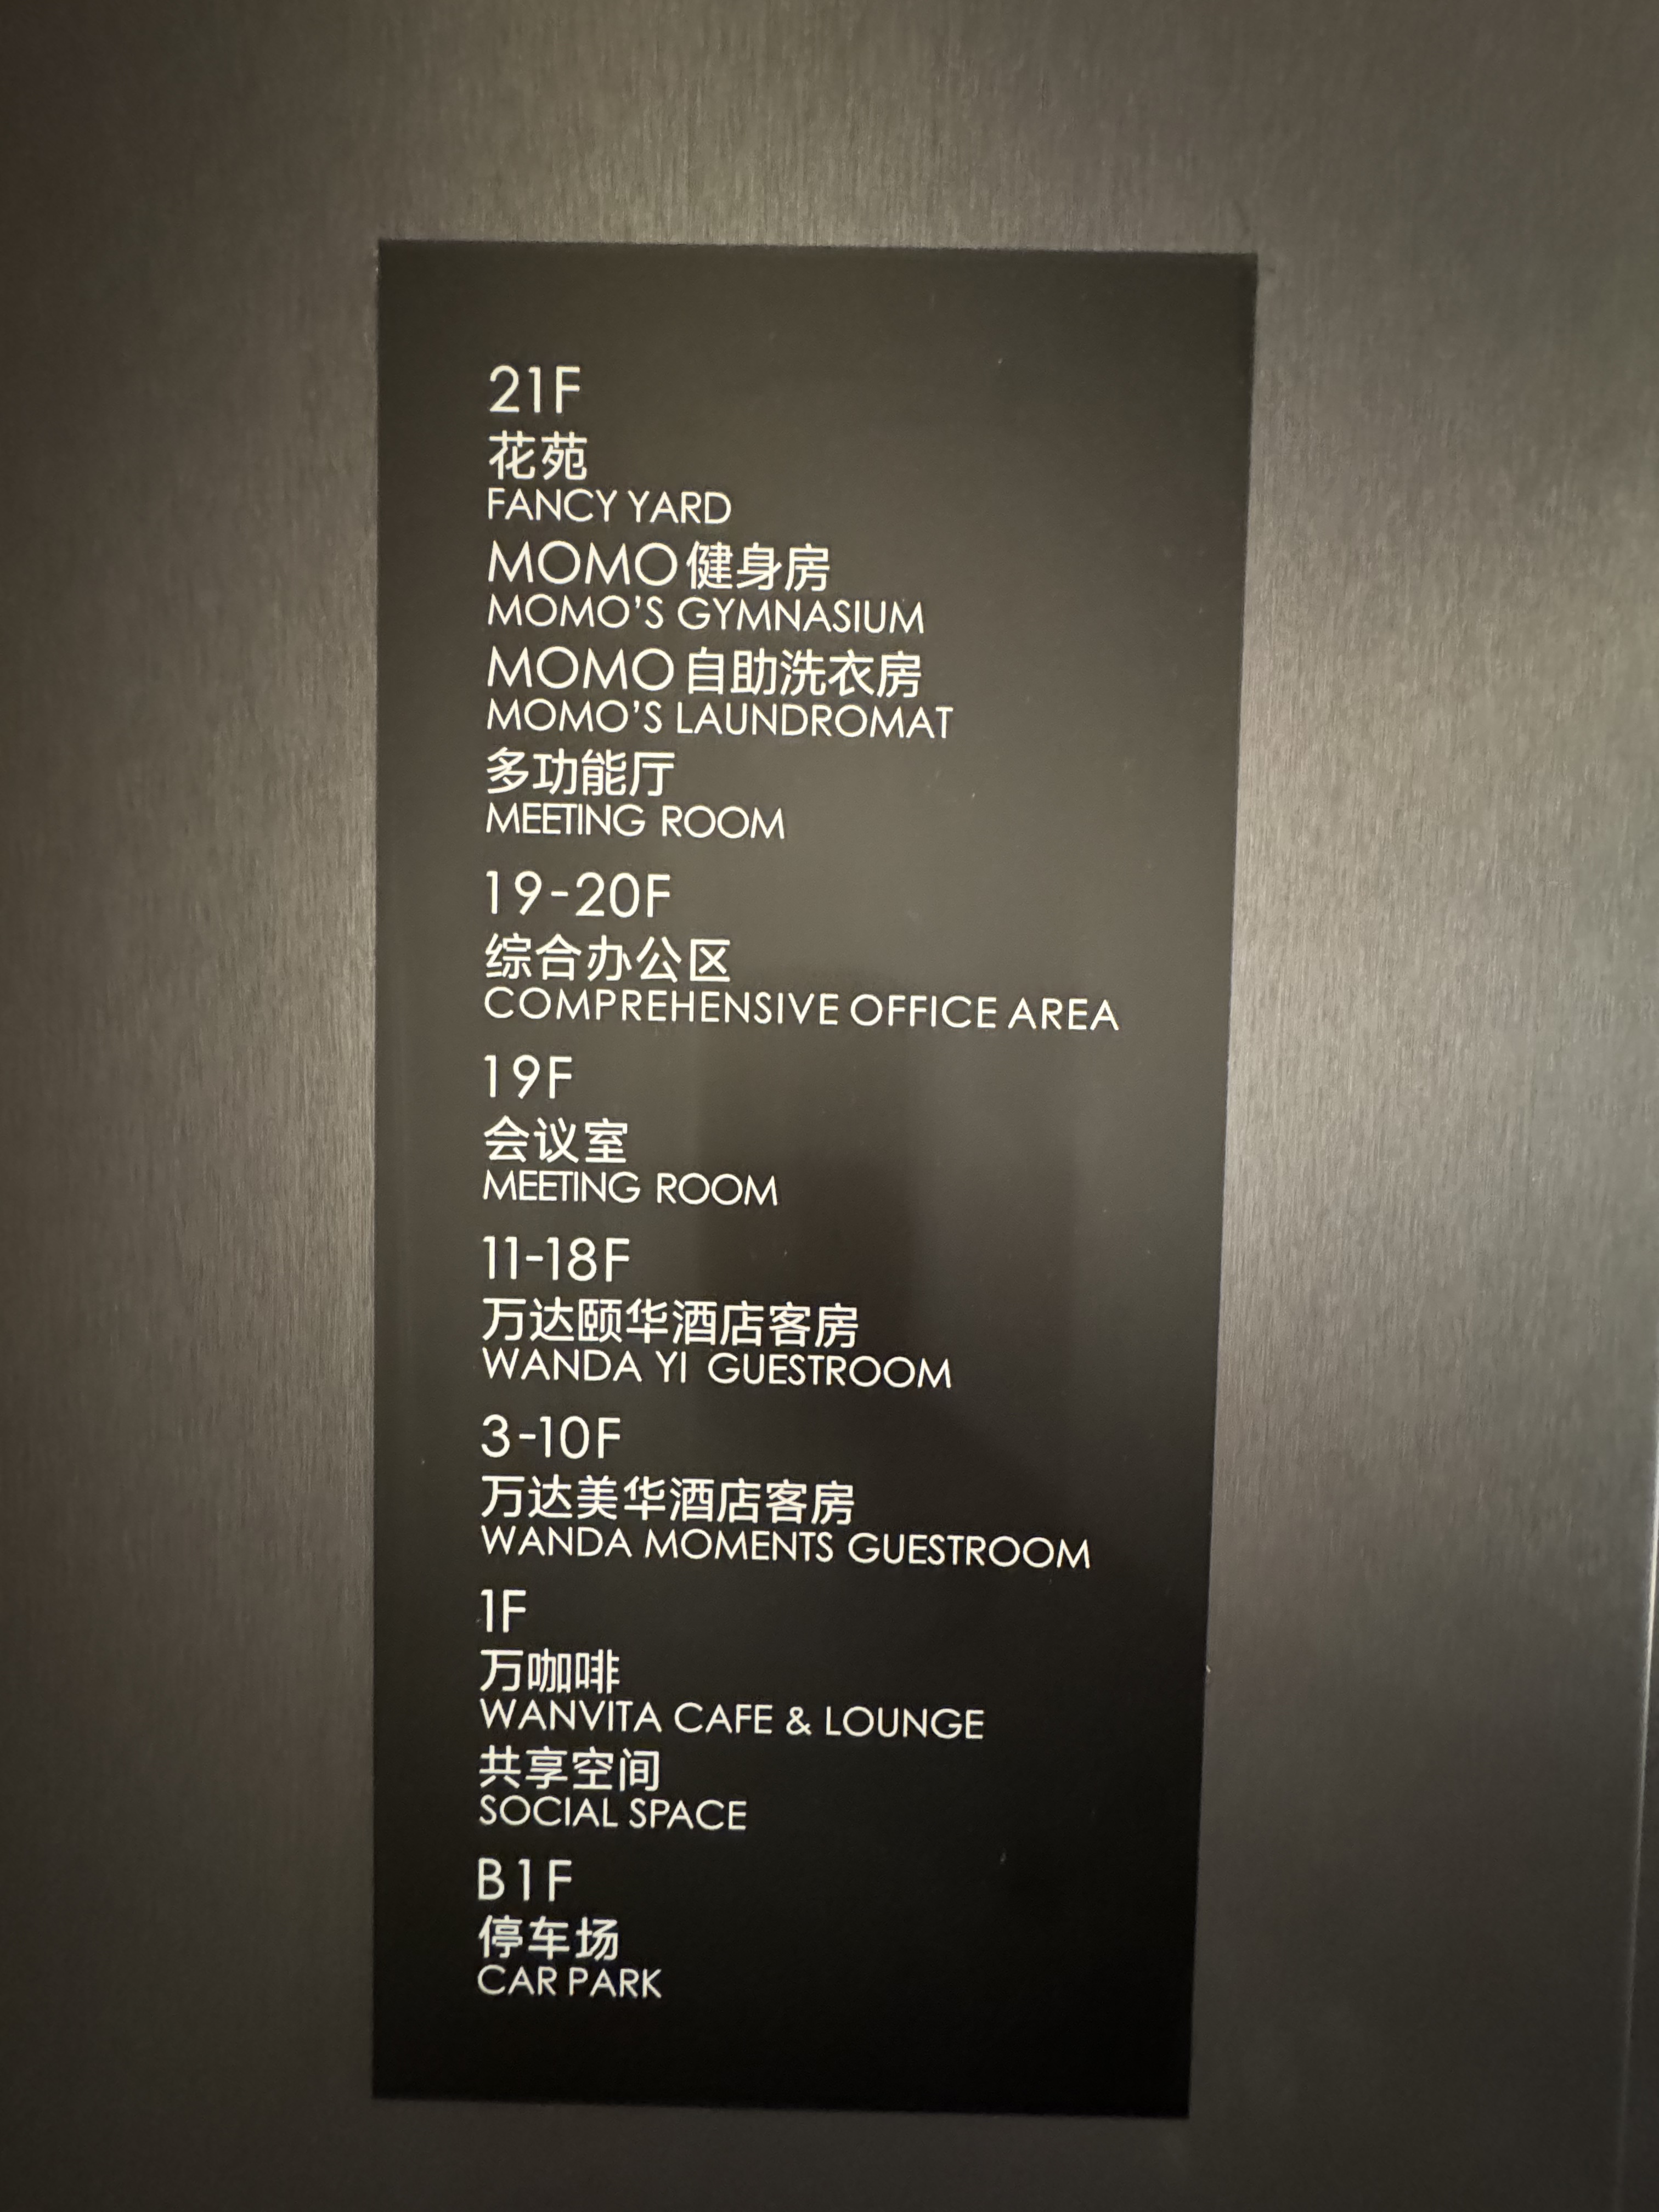 21F
花苑
FANCY YARD
MOMO健身房
MOMO'S GYMNASIUM
MOMO自助洗衣房
MOMO'S LAUNDROMAT
多功能厅
MEETING ROOM
19-20F
综合办公区
COMPREHENSIVE OFFICE AREA
19F
会议室
MEETING ROOM
11-18F
万达颐华酒店客房
WANDA YI GUESTROOM
3-10F
万达美华酒店客房
WANDA MOMENTS GUESTROOM
1F
万咖啡
WANVITA CAFE & LOUNGE
共享空间
SOCIAL SPACE
B1F
停车场
CAR PARK